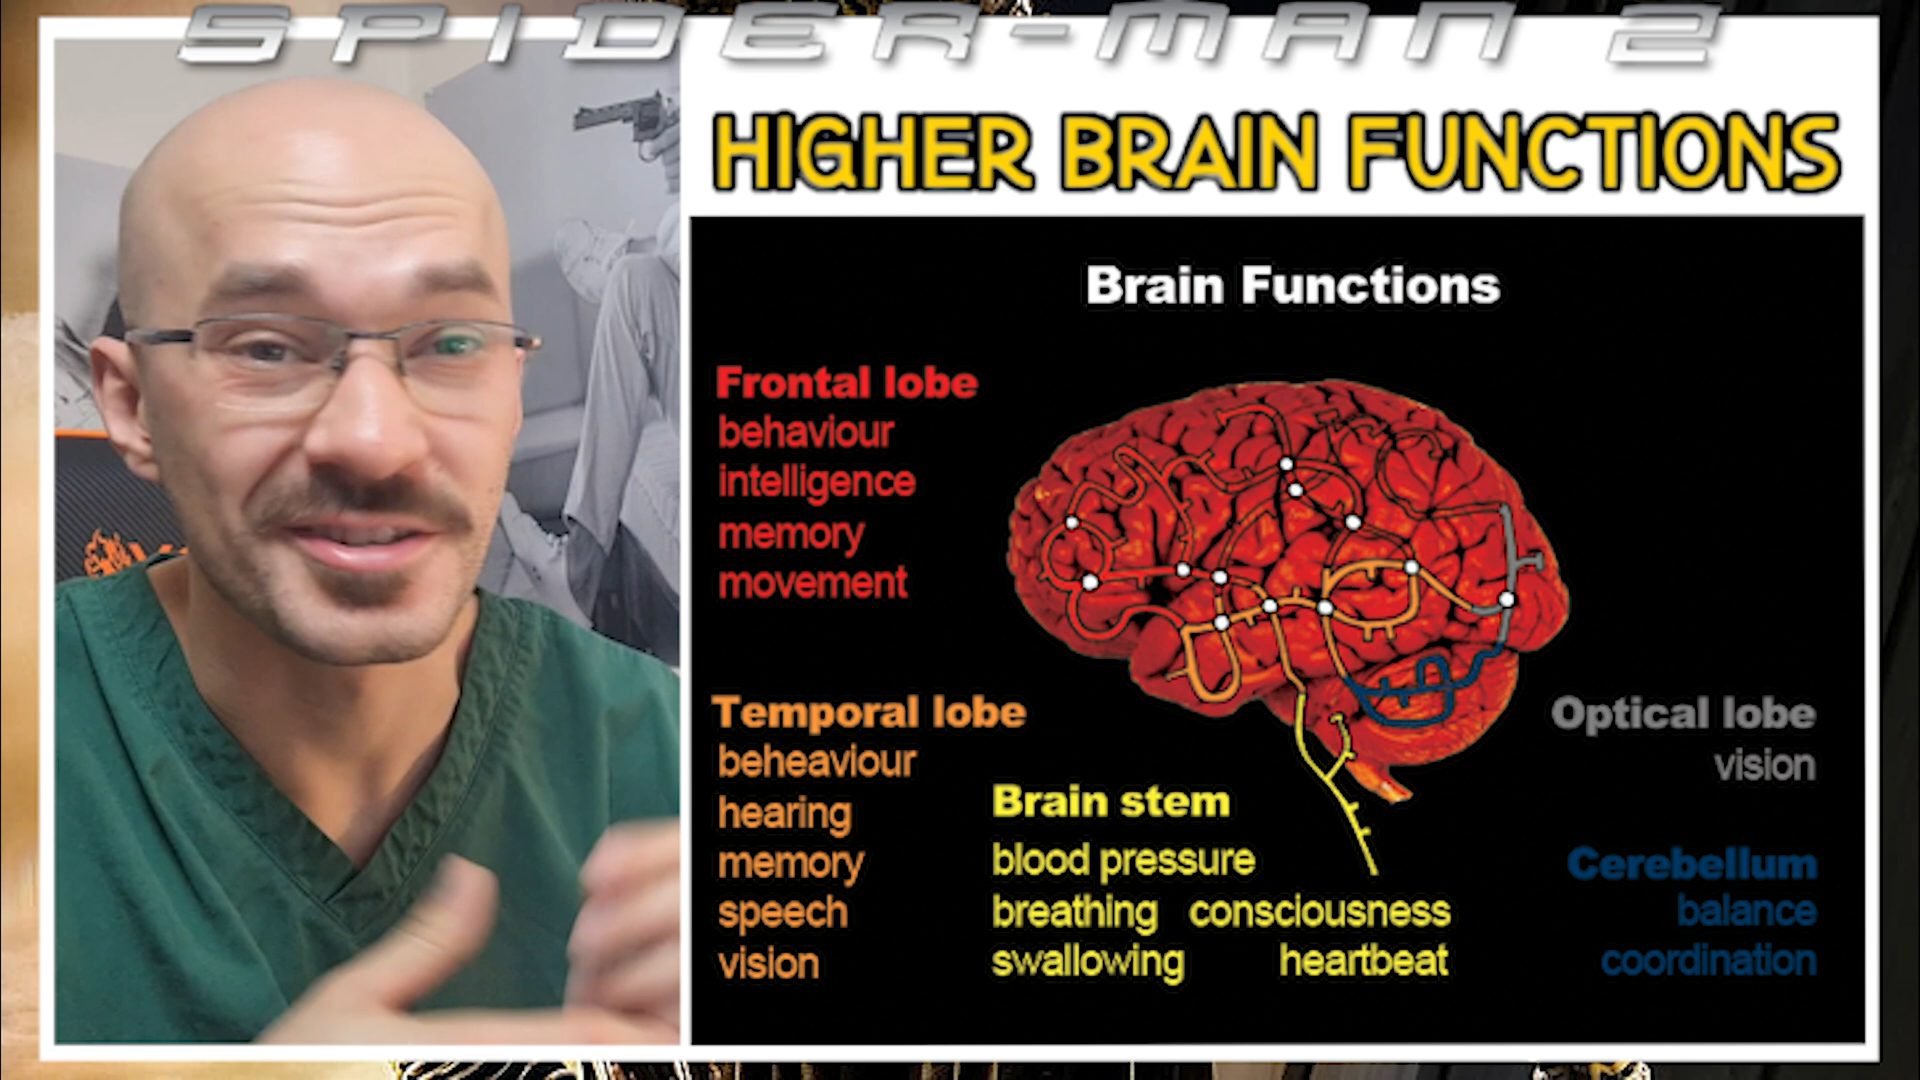 SPIDER-MAN 2
HIGHER BRAIN FUNCTIONS
Brain Functions
Frontal lobe
behaviour
intelligence
memory
movement
Temporal lobe
beheaviour
hearing
memory
speech
vision
Brain stem
blood pressure
breathing consciousness
swallowing heartbeat
Optical lobe
vision
Cerebellum
balance
coordination